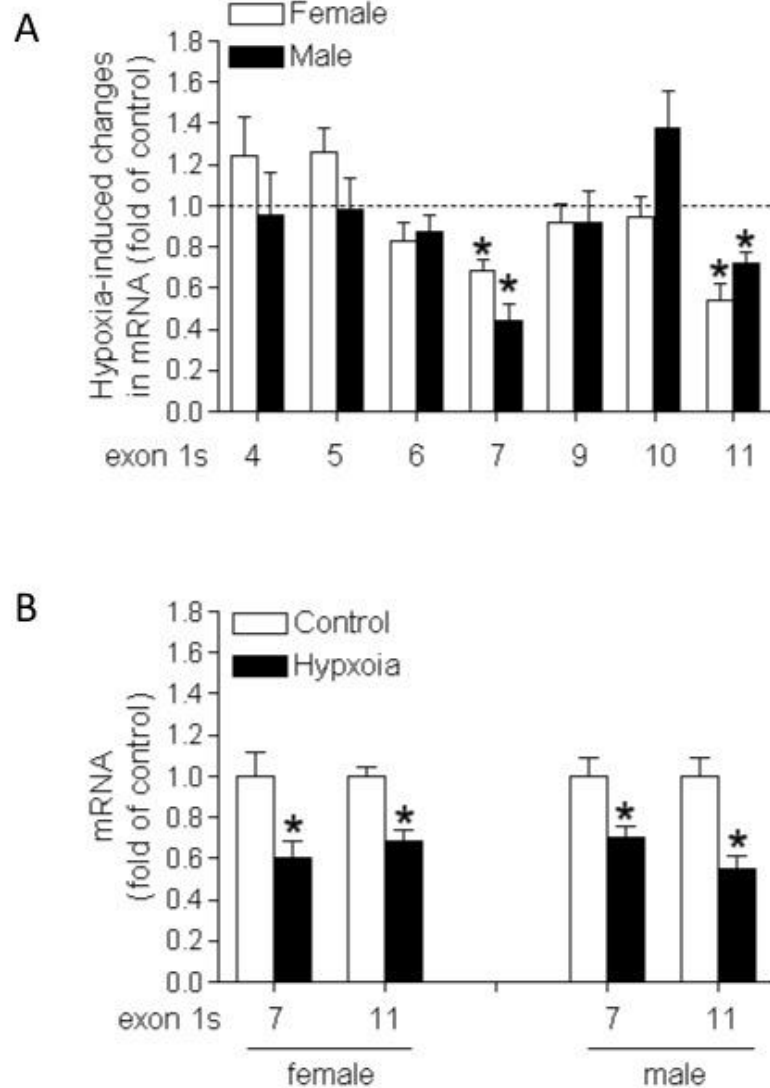 A
Female
Male
Hypoxia-induced changes
in mRNA (fold of control)
1.8
1.6
1.4
1.2
1.0
0.8
0.6
0.4
0.2
0.0
* * * *
exon 1s 4 5 6 7 9 10 11
B
Control
Hypxoia
mRNA
(fold of control)
1.8
1.6
1.4
1.2
1.0
0.8
0.6
0.4
0.2
0.0
* * * *
exon 1s 7 11 7 11
female male